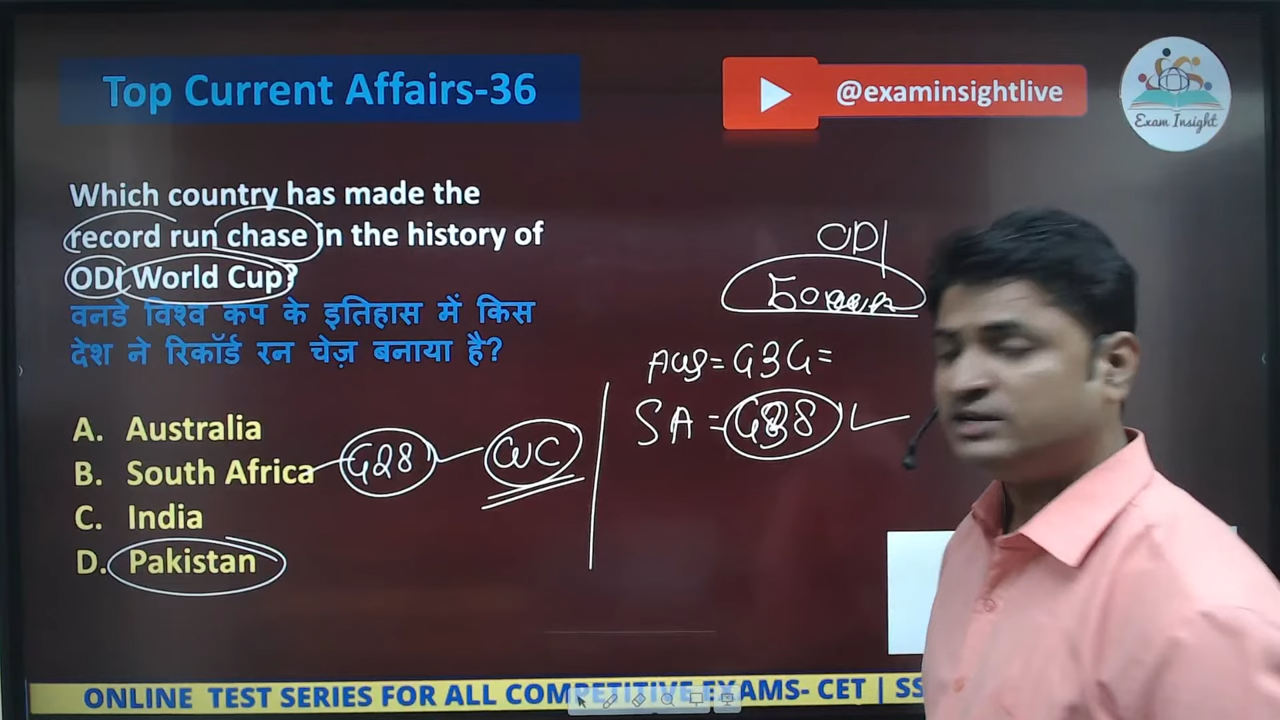 Top Current Affairs-36
@examinsightlive
Exam Insight
Which country has made the
record run chase in the history of
ODI World Cup?
वनडे विश्व कप के इतिहास में किस
देश ने रिकॉर्ड रन चेज़ बनाया है?
A. Australia
B. South Africa
428 WC
C. India
D. Pakistan
ODI
50
Aus = 434 =
SA = 438
ONLINE TEST SERIES FOR ALL COMPETITIVE EXAMS- CET | SS